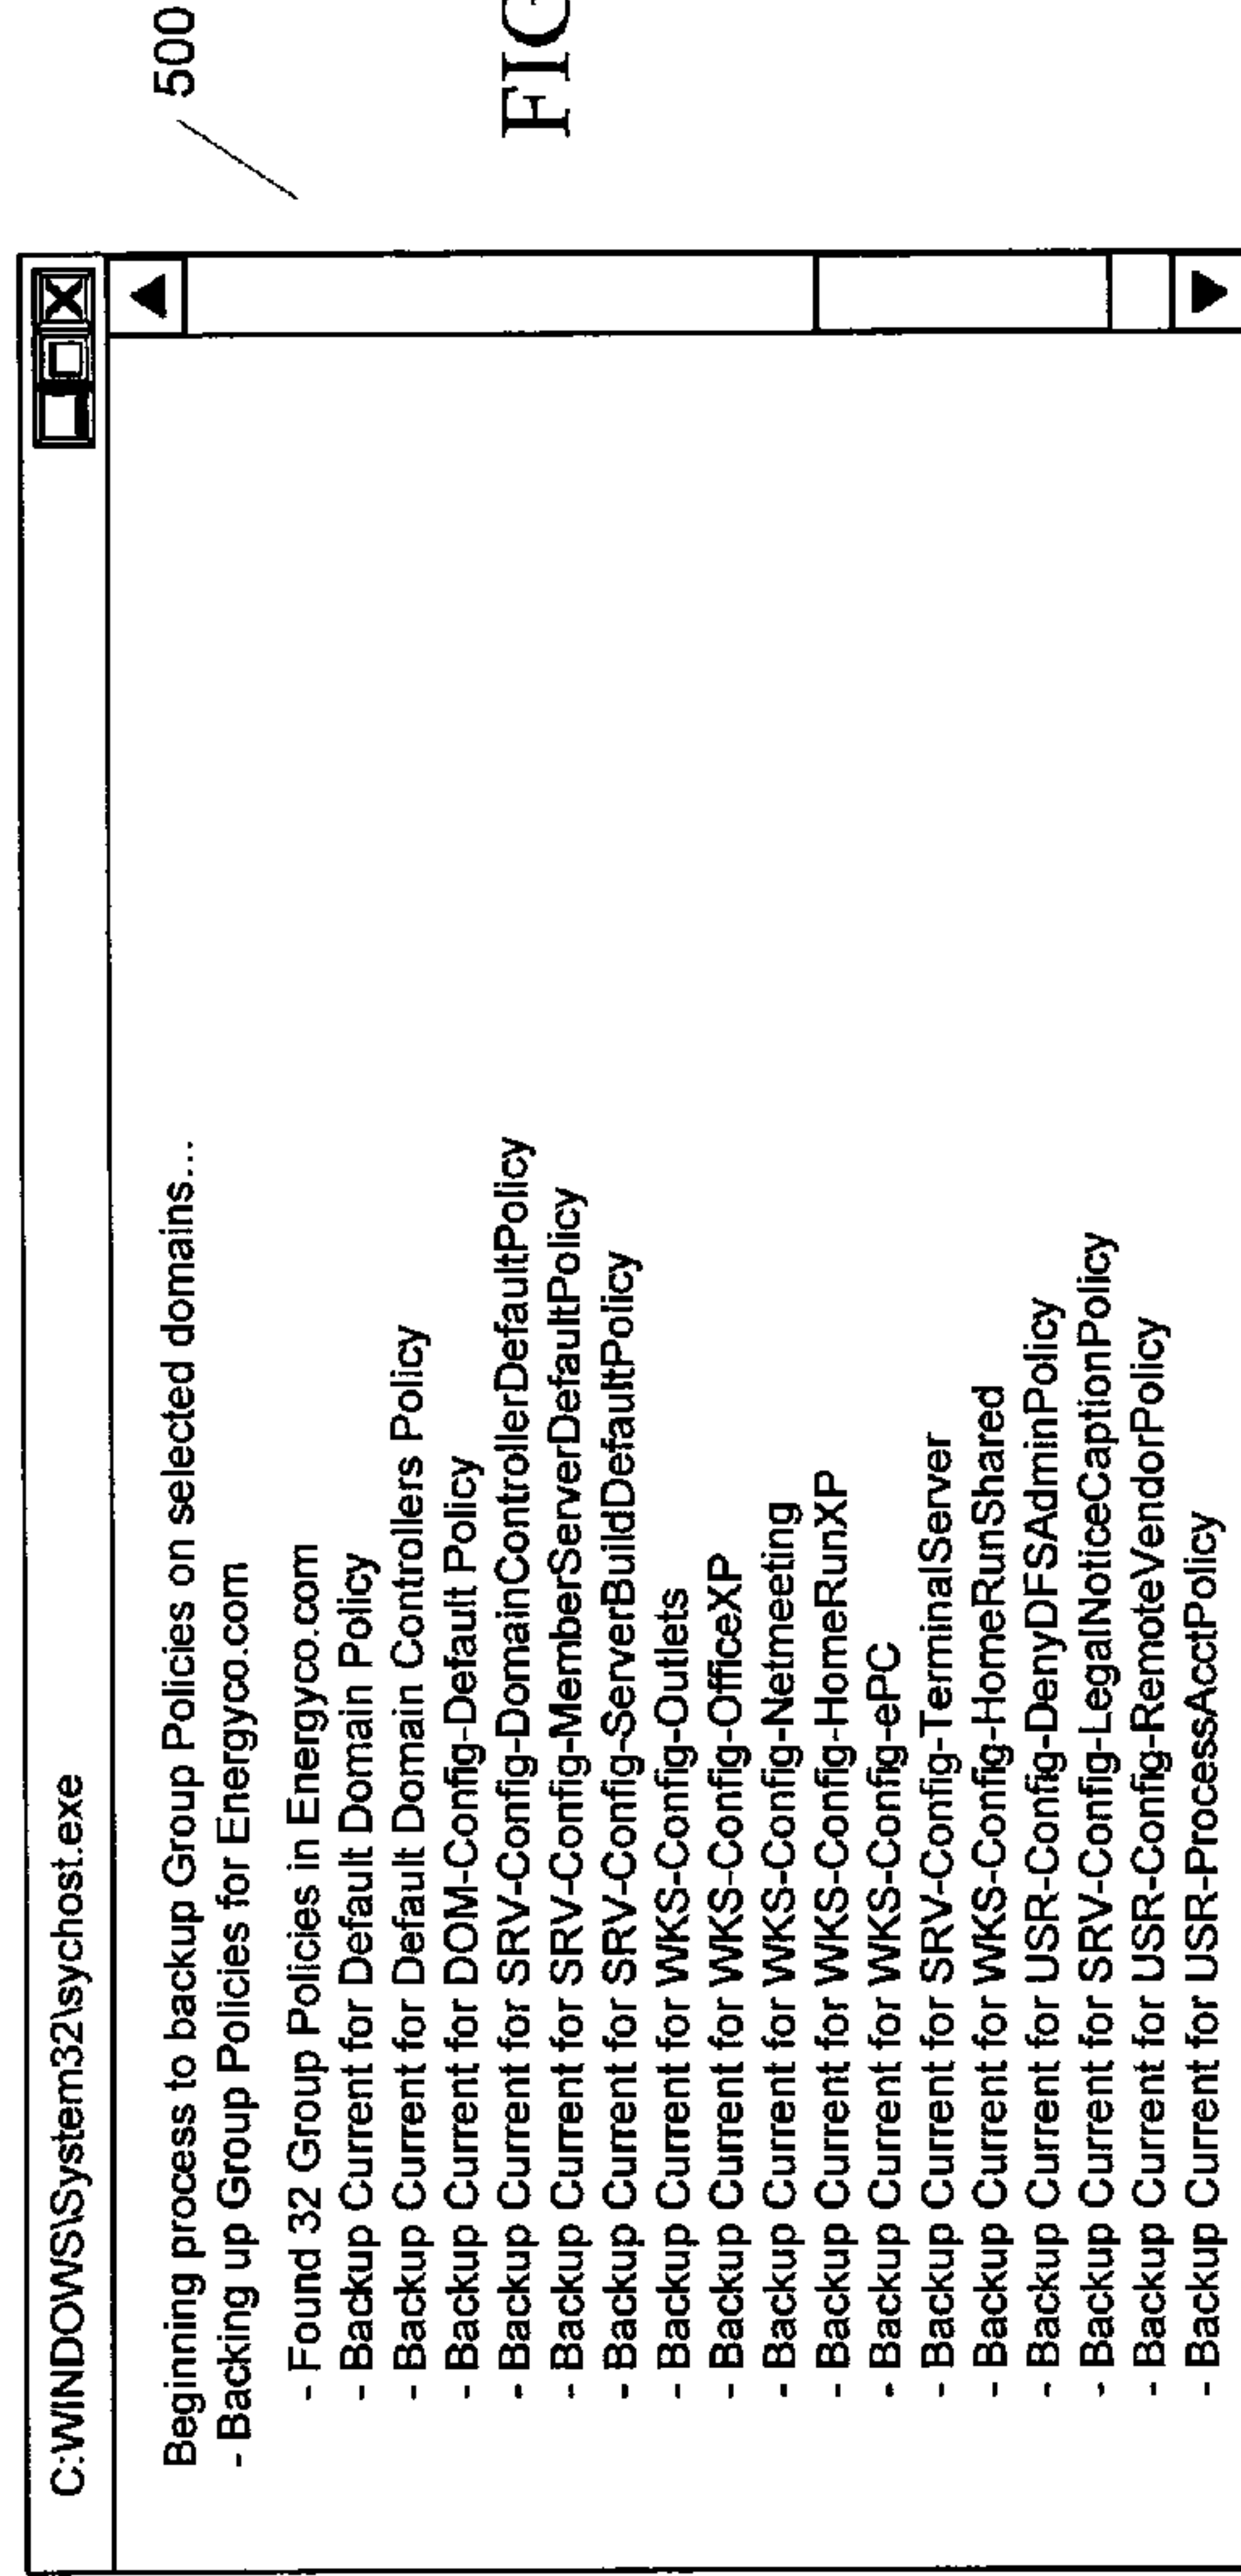 C:WINDOWS\System32\sychost.exe
Beginning process to backup Group Policies on selected domains...
- Backing up Group Policies for Energyco.com
- Found 32 Group Policies in Energyco.com
- Backup Current for Default Domain Policy
- Backup Current for Default Domain Controllers Policy
- Backup Current for DOM-Config-Default Policy
- Backup Current for SRV-Config-DomainControllerDefaultPolicy
- Backup Current for SRV-Config-MemberServerDefaultPolicy
- Backup Current for SRV-Config-ServerBuildDefaultPolicy
- Backup Current for WKS-Config-Outlets
- Backup Current for WKS-Config-OfficeXP
- Backup Current for WKS-Config-Netmeeting
- Backup Current for WKS-Config-HomeRunXP
- Backup Current for WKS-Config-ePC
- Backup Current for SRV-Config-TerminalServer
- Backup Current for WKS-Config-HomeRunShared
- Backup Current for USR-Config-DenyDFSAdminPolicy
- Backup Current for SRV-Config-LegalNoticeCaptionPolicy
- Backup Current for USR-Config-RemoteVendorPolicy
- Backup Current for USR-ProcessAcctPolicy
500
FIG